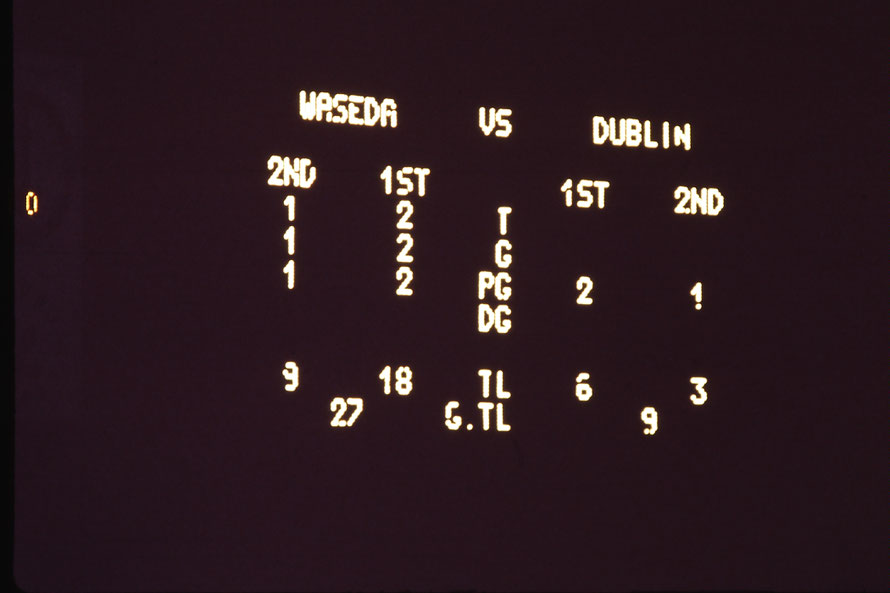 WASEDA VS DUBLIN
2ND 1ST 1ST 2ND
0
1 2 T
1 2 G
1 2 PG 2 1
DG
9 18 TL 6 3
27 G.TL 9